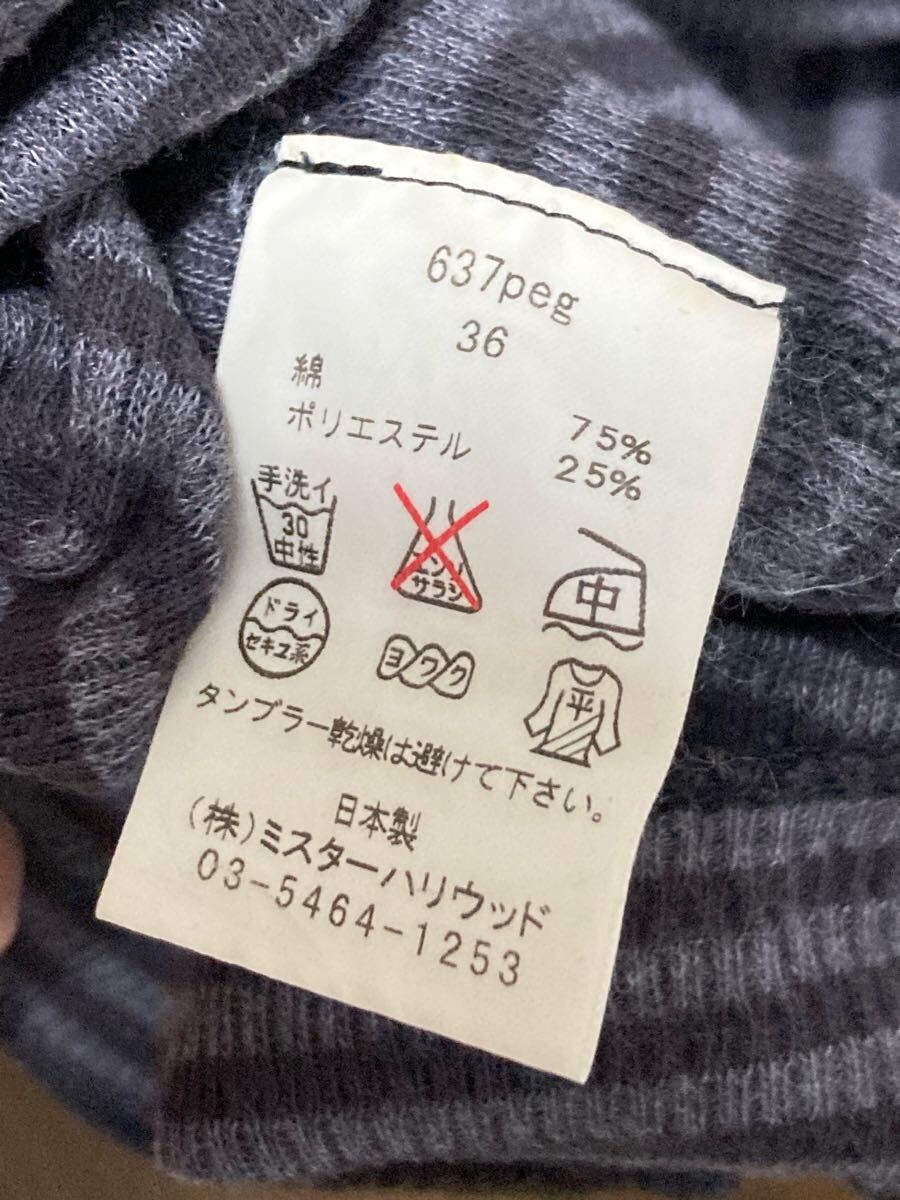 637peg
36
綿 75%
ポリエステル 25%
手洗イ
30
中性
エンソ
サラシ
中
ドライ
セキユ系
ヨワク
平
タンブラー乾燥は避けて下さい。
日本製
(株)ミスターハリウッド
03-5464-1253